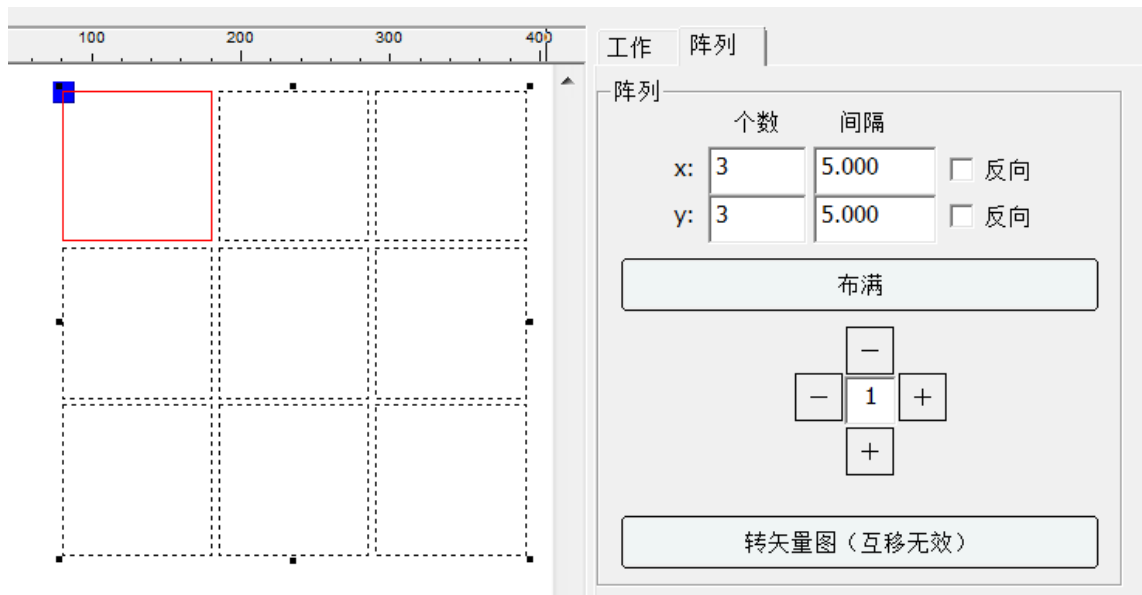 100 200 300 400
工作 阵列
阵列
个数 间隔
x: 3 5.000 反向
y: 3 5.000 反向
布满
－
－ 1 ＋
＋
转矢量图（互移无效）